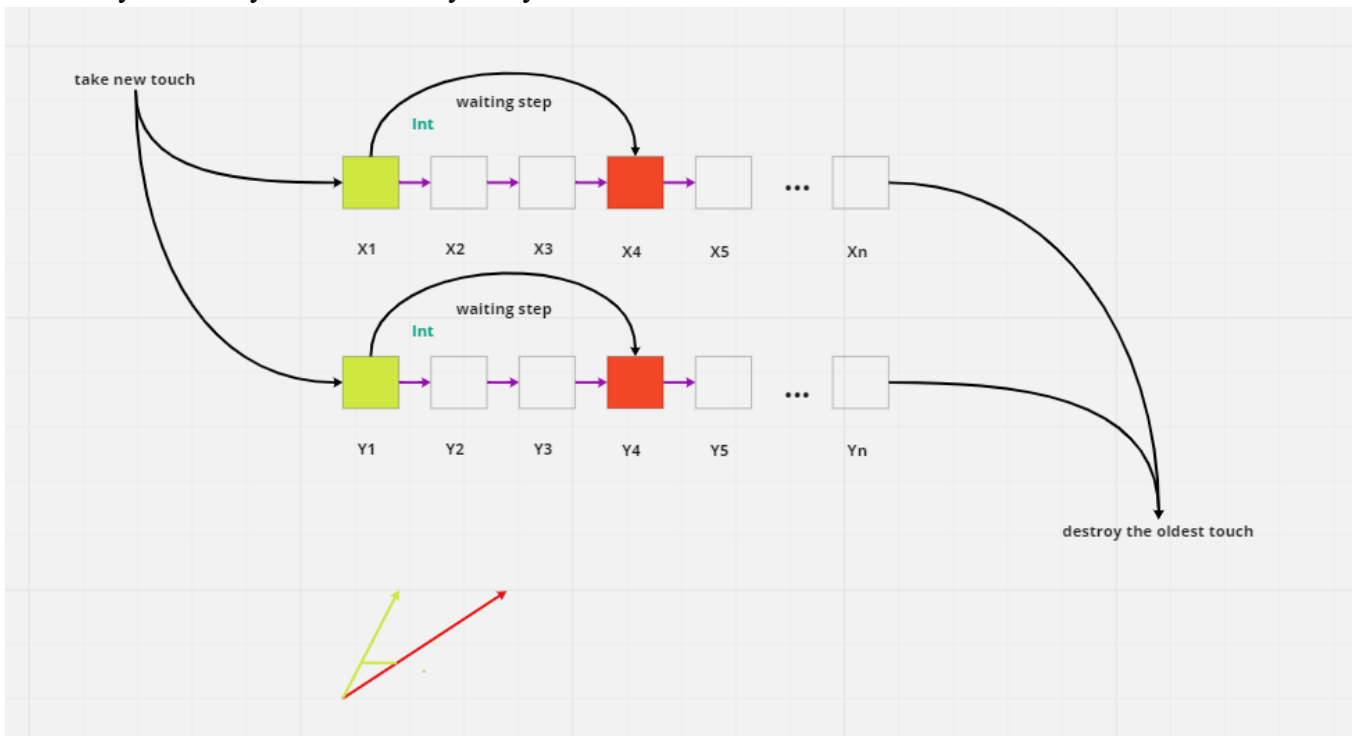 take new touch
waiting step
Int
...
X1 X2 X3 X4 X5 Xn
waiting step
Int
...
Y1 Y2 Y3 Y4 Y5 Yn
destroy the oldest touch